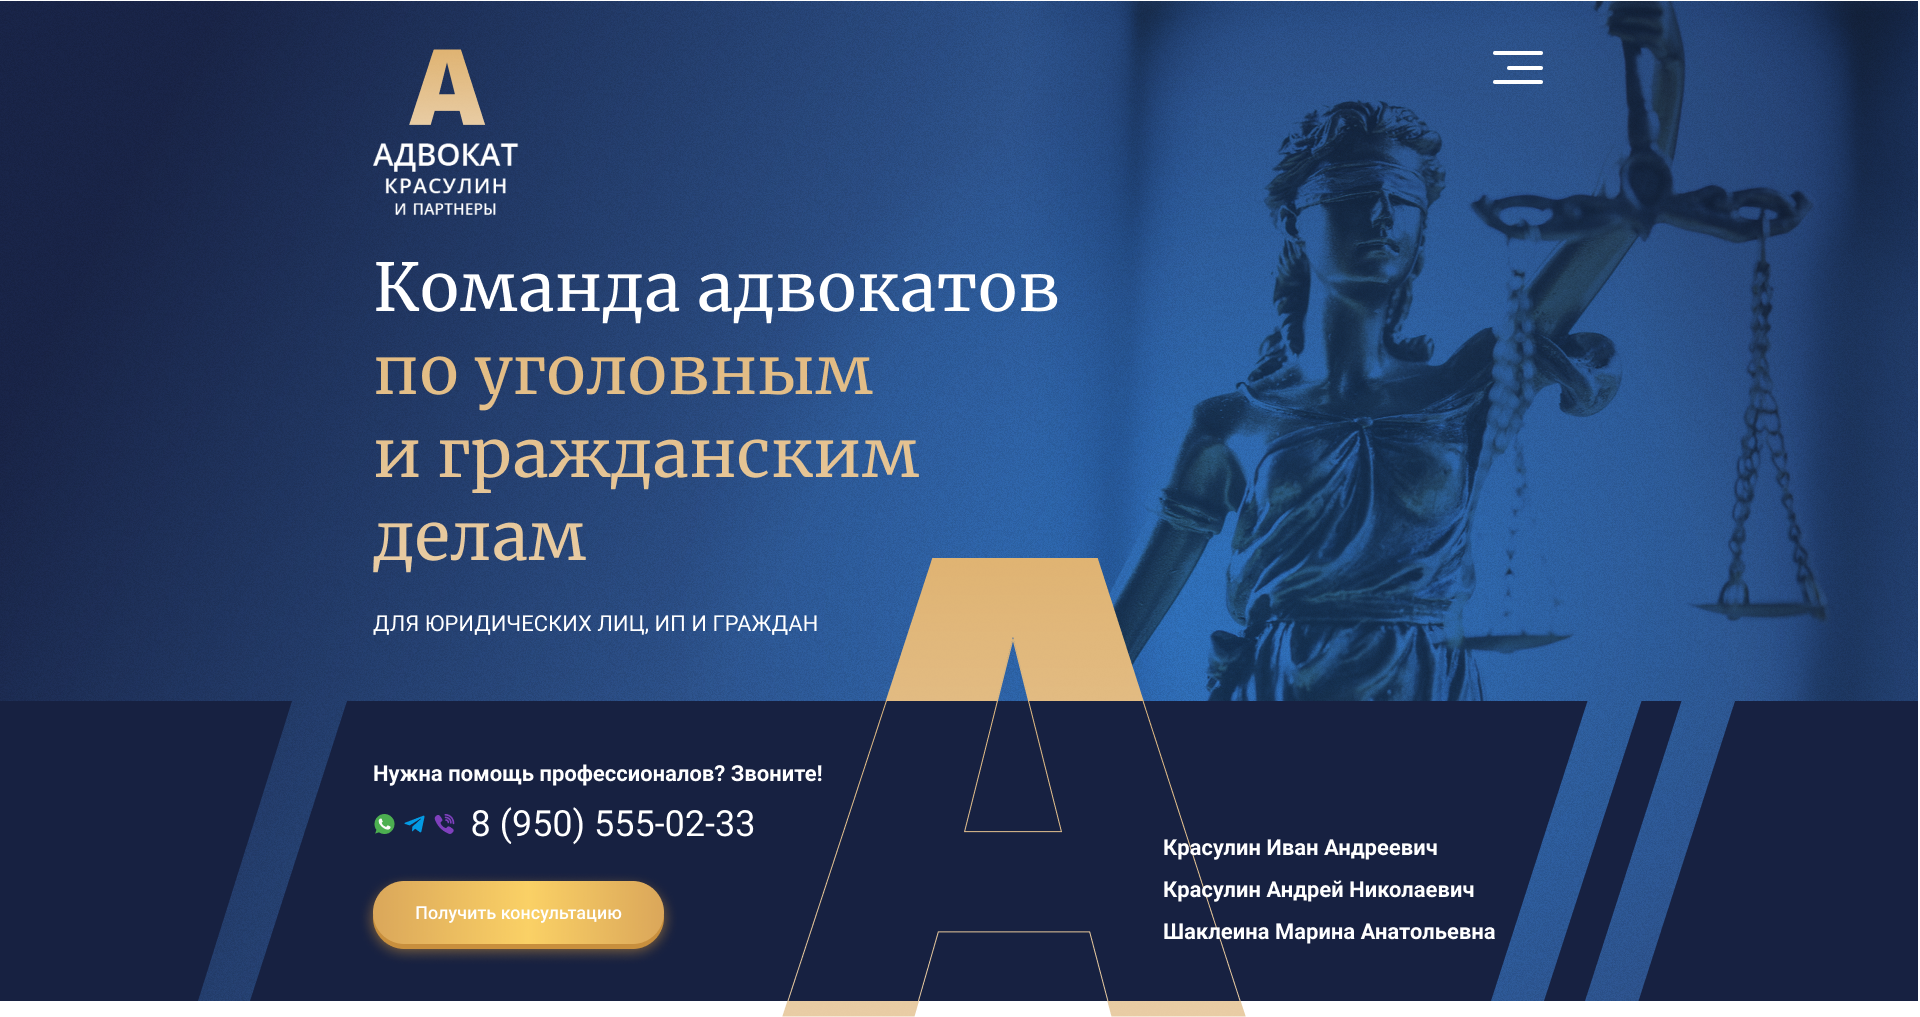 А
АДВОКАТ
КРАСУЛИН
И ПАРТНЕРЫ
Команда адвокатов
по уголовным
и гражданским
делам
ДЛЯ ЮРИДИЧЕСКИХ ЛИЦ, ИП И ГРАЖДАН
А
Нужна помощь профессионалов? Звоните!
8 (950) 555-02-33
Получить консультацию
Красулин Иван Андреевич
Красулин Андрей Николаевич
Шаклеина Марина Анатольевна